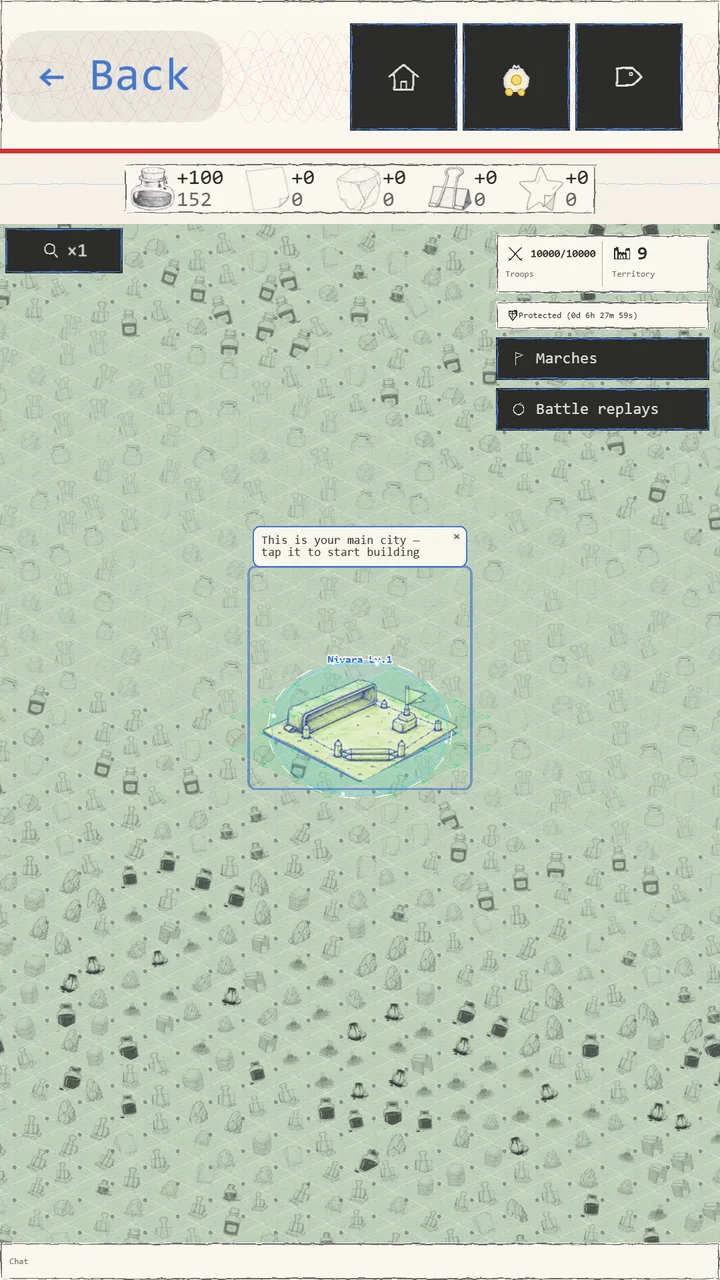 ← Back
+100
152
+0
0
+0
0
+0
0
+0
0
x1
10000/10000
Troops
9
Territory
Protected (0d 6h 27m 59s)
Marches
Battle replays
This is your main city —
tap it to start building
×
Nivara Lv.1
Chat